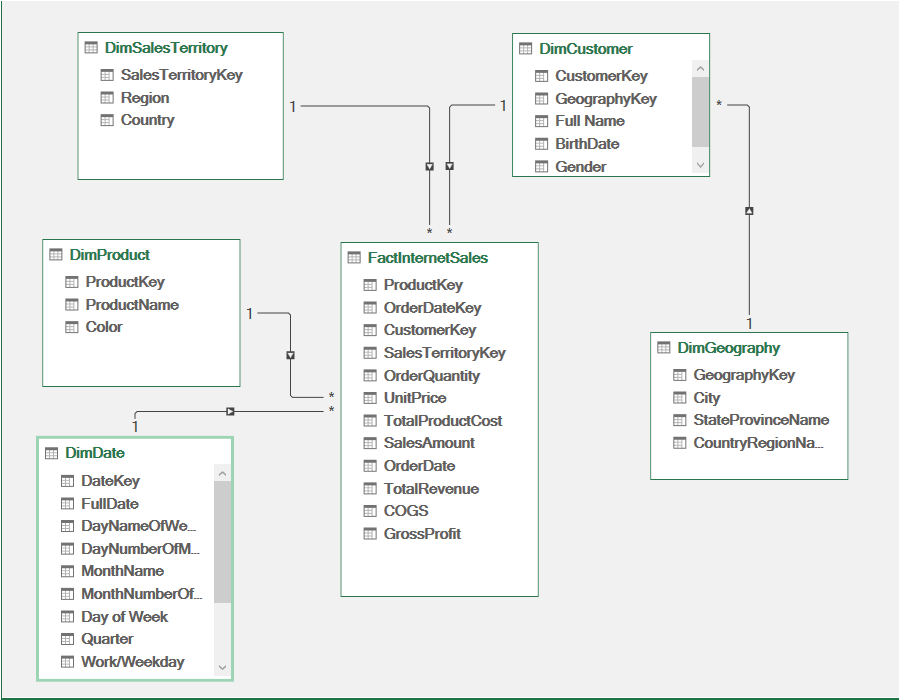 DimSalesTerritory
SalesTerritoryKey
Region
Country
1
*
DimCustomer
CustomerKey
GeographyKey
Full Name
BirthDate
Gender
1
*
*
1
DimProduct
ProductKey
ProductName
Color
1
*
FactInternetSales
ProductKey
OrderDateKey
CustomerKey
SalesTerritoryKey
OrderQuantity
UnitPrice
TotalProductCost
SalesAmount
OrderDate
TotalRevenue
COGS
GrossProfit
DimGeography
GeographyKey
City
StateProvinceName
CountryRegionNa...
1
*
DimDate
DateKey
FullDate
DayNameOfWe...
DayNumberOfM...
MonthName
MonthNumberOf...
Day of Week
Quarter
Work/Weekday